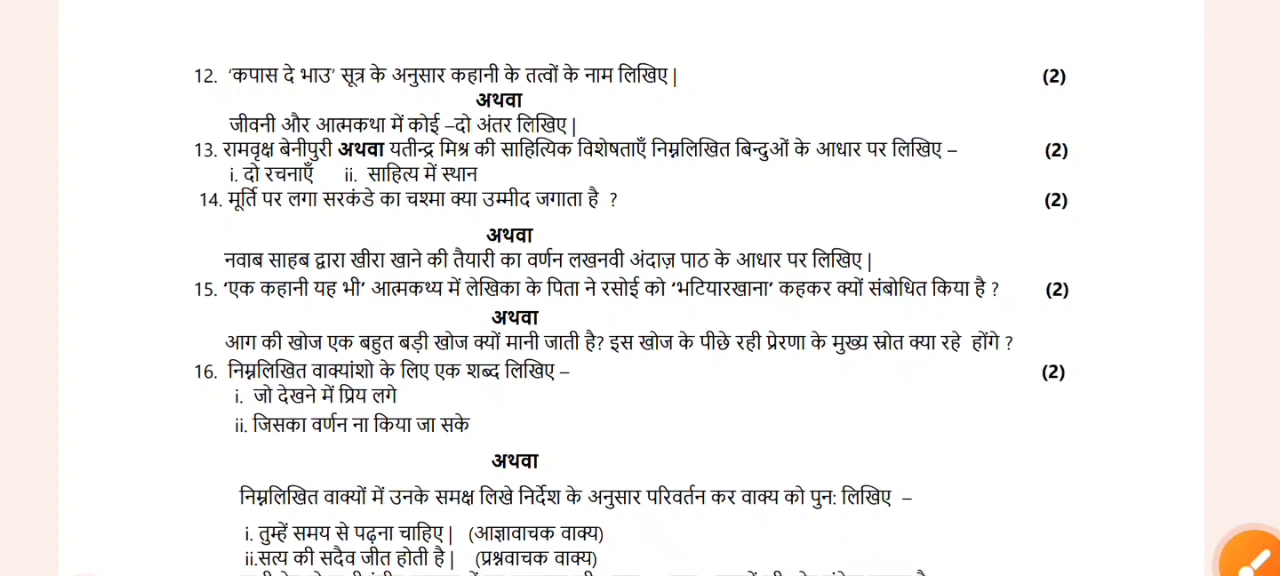 12. ‘कपास दे भाउ’ सूत्र के अनुसार कहानी के तत्वों के नाम लिखिए | (2)
अथवा
जीवनी और आत्मकथा में कोई –दो अंतर लिखिए |
13. रामवृक्ष बेनीपुरी अथवा यतीन्द्र मिश्र की साहित्यिक विशेषताएँ निम्नलिखित बिन्दुओं के आधार पर लिखिए – (2)
i. दो रचनाएँ ii. साहित्य में स्थान
14. मूर्ति पर लगा सरकंडे का चश्मा क्या उम्मीद जगाता है ? (2)
अथवा
नवाब साहब द्वारा खीरा खाने की तैयारी का वर्णन लखनवी अंदाज़ पाठ के आधार पर लिखिए |
15. ‘एक कहानी यह भी’ आत्मकथ्य में लेखिका के पिता ने रसोई को ‘भटियारखाना’ कहकर क्यों संबोधित किया है ? (2)
अथवा
आग की खोज एक बहुत बड़ी खोज क्यों मानी जाती है? इस खोज के पीछे रही प्रेरणा के मुख्य स्रोत क्या रहे होंगे ?
16. निम्नलिखित वाक्यांशो के लिए एक शब्द लिखिए – (2)
i. जो देखने में प्रिय लगे
ii. जिसका वर्णन ना किया जा सके
अथवा
निम्नलिखित वाक्यों में उनके समक्ष लिखे निर्देश के अनुसार परिवर्तन कर वाक्य को पुन: लिखिए –
i. तुम्हें समय से पढ़ना चाहिए | (आज्ञावाचक वाक्य)
ii.सत्य की सदैव जीत होती है | (प्रश्नवाचक वाक्य)